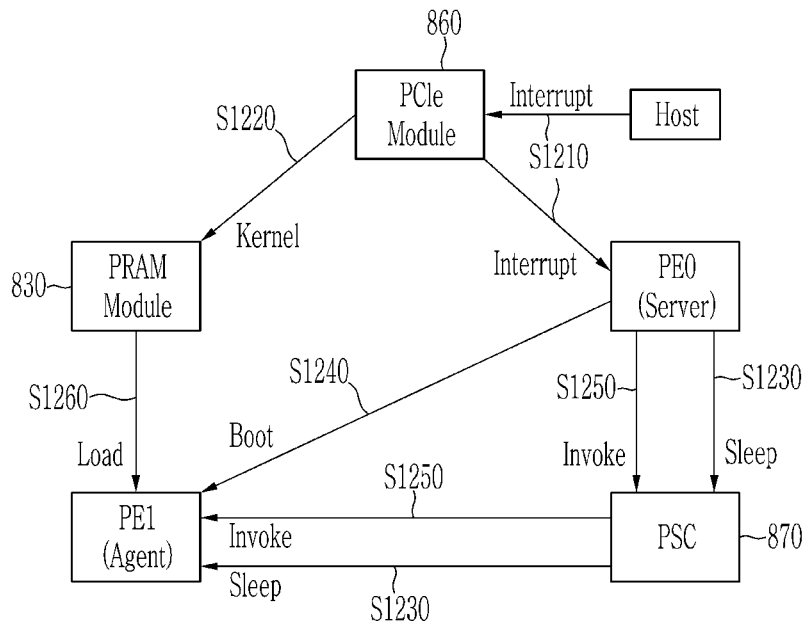 860
PCIe
Module
Interrupt
Host
S1220
S1210
Kernel
Interrupt
830
PRAM
Module
PE0
(Server)
S1260
S1240
S1250
S1230
Load
Boot
Invoke
Sleep
PE1
(Agent)
S1250
Invoke
PSC
870
Sleep
S1230